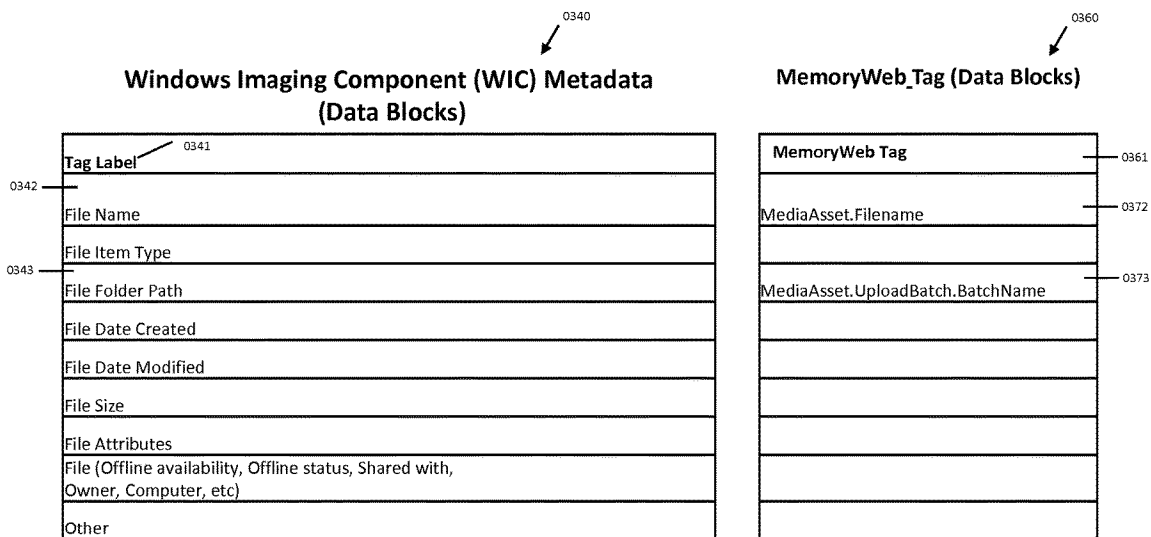 0340
0360
Windows Imaging Component (WIC) Metadata
(Data Blocks)
MemoryWeb_Tag (Data Blocks)
Tag Label
0341
MemoryWeb Tag
0361
0342
File Name
MediaAsset.Filename
0372
File Item Type
0343
File Folder Path
MediaAsset.UploadBatch.BatchName
0373
File Date Created
File Date Modified
File Size
File Attributes
File (Offline availability, Offline status, Shared with,
Owner, Computer, etc)
Other